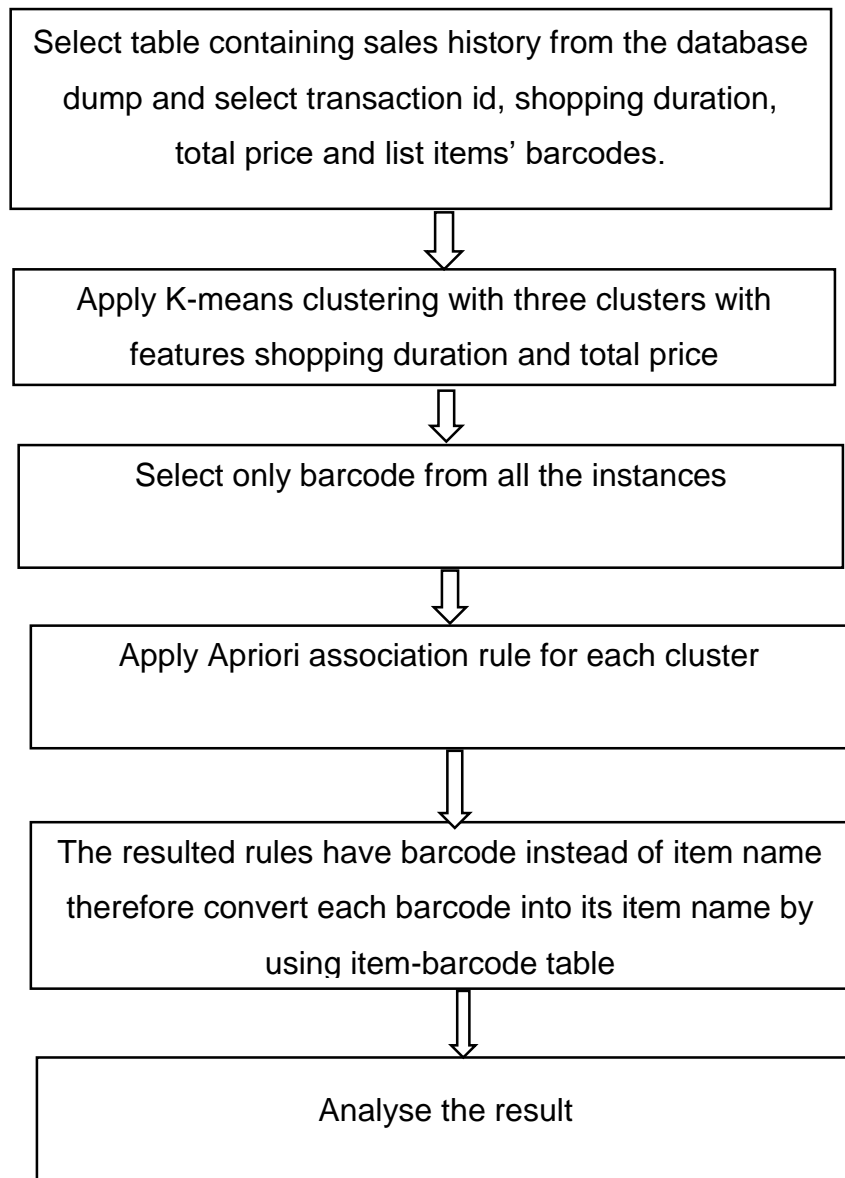 Select table containing sales history from the database
dump and select transaction id, shopping duration,
total price and list items’ barcodes.
Apply K-means clustering with three clusters with
features shopping duration and total price
Select only barcode from all the instances
Apply Apriori association rule for each cluster
The resulted rules have barcode instead of item name
therefore convert each barcode into its item name by
using item-barcode table
Analyse the result